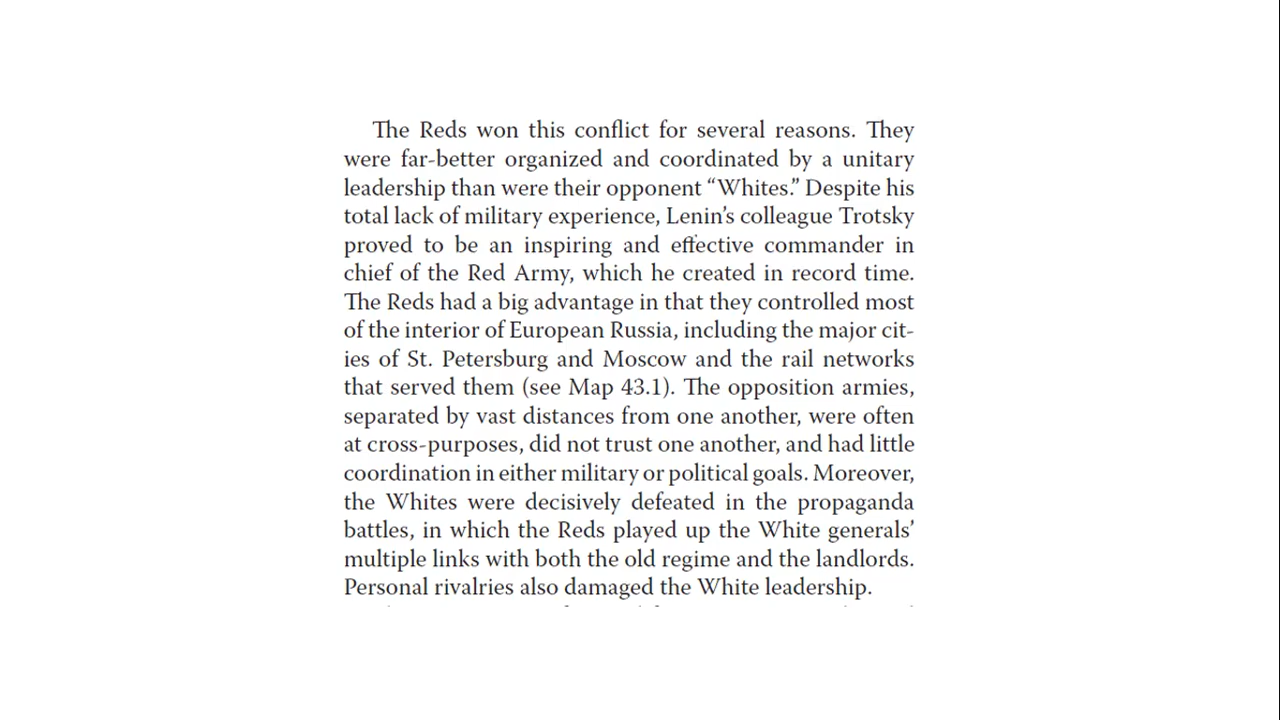 The Reds won this conflict for several reasons. They
were far-better organized and coordinated by a unitary
leadership than were their opponent “Whites.” Despite his
total lack of military experience, Lenin’s colleague Trotsky
proved to be an inspiring and effective commander in
chief of the Red Army, which he created in record time.
The Reds had a big advantage in that they controlled most
of the interior of European Russia, including the major cit-
ies of St. Petersburg and Moscow and the rail networks
that served them (see Map 43.1). The opposition armies,
separated by vast distances from one another, were often
at cross-purposes, did not trust one another, and had little
coordination in either military or political goals. Moreover,
the Whites were decisively defeated in the propaganda
battles, in which the Reds played up the White generals’
multiple links with both the old regime and the landlords.
Personal rivalries also damaged the White leadership.